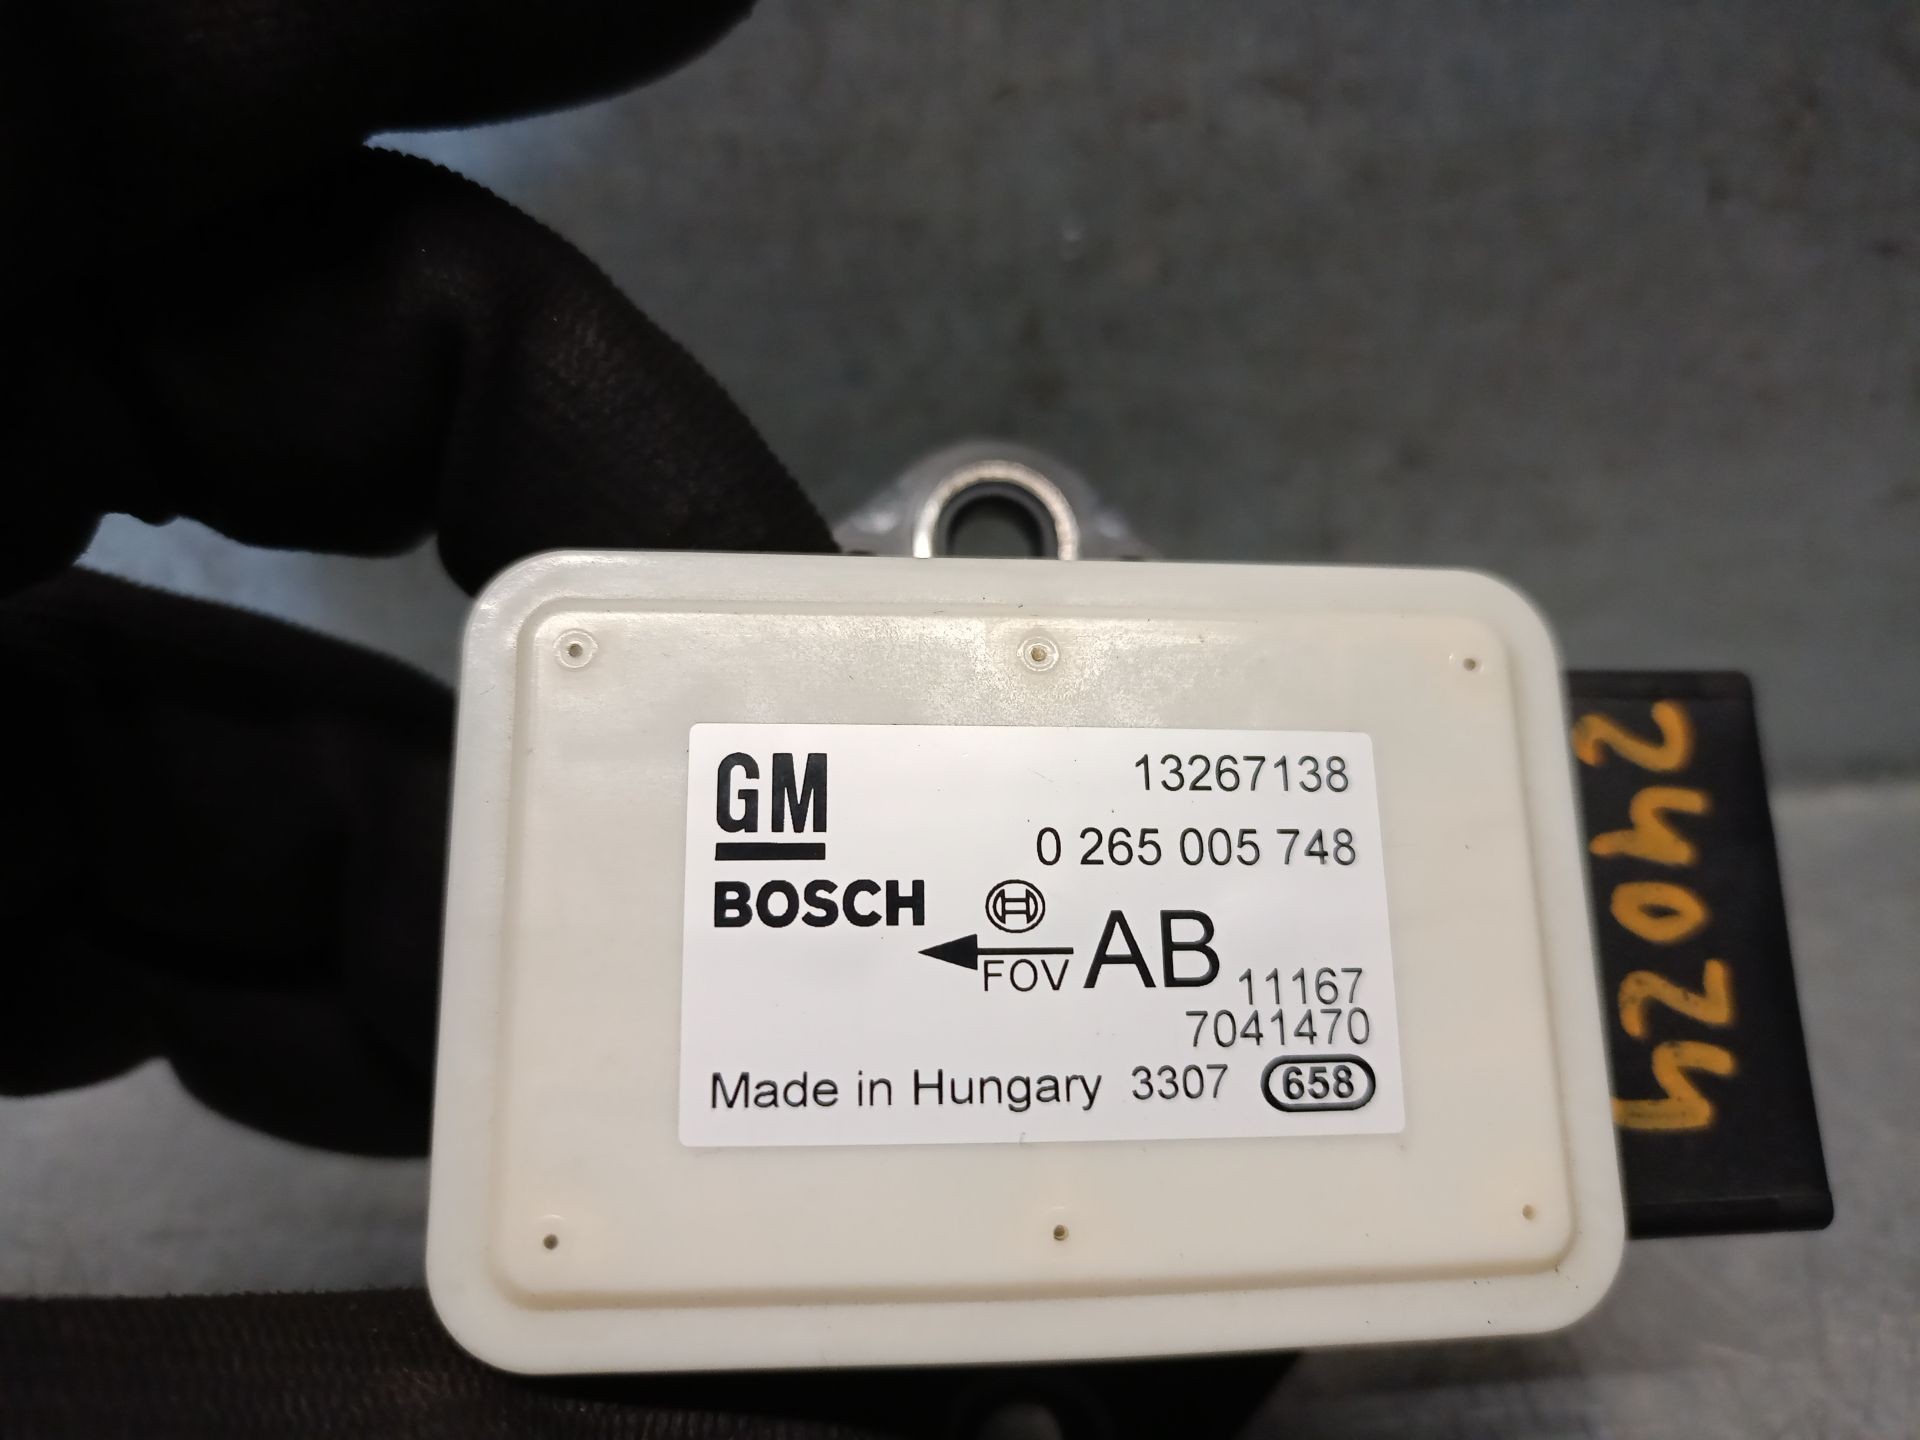 GM
13267138
0 265 005 748
BOSCH
FOV
AB
11167
7041470
Made in Hungary 3307 658
24024